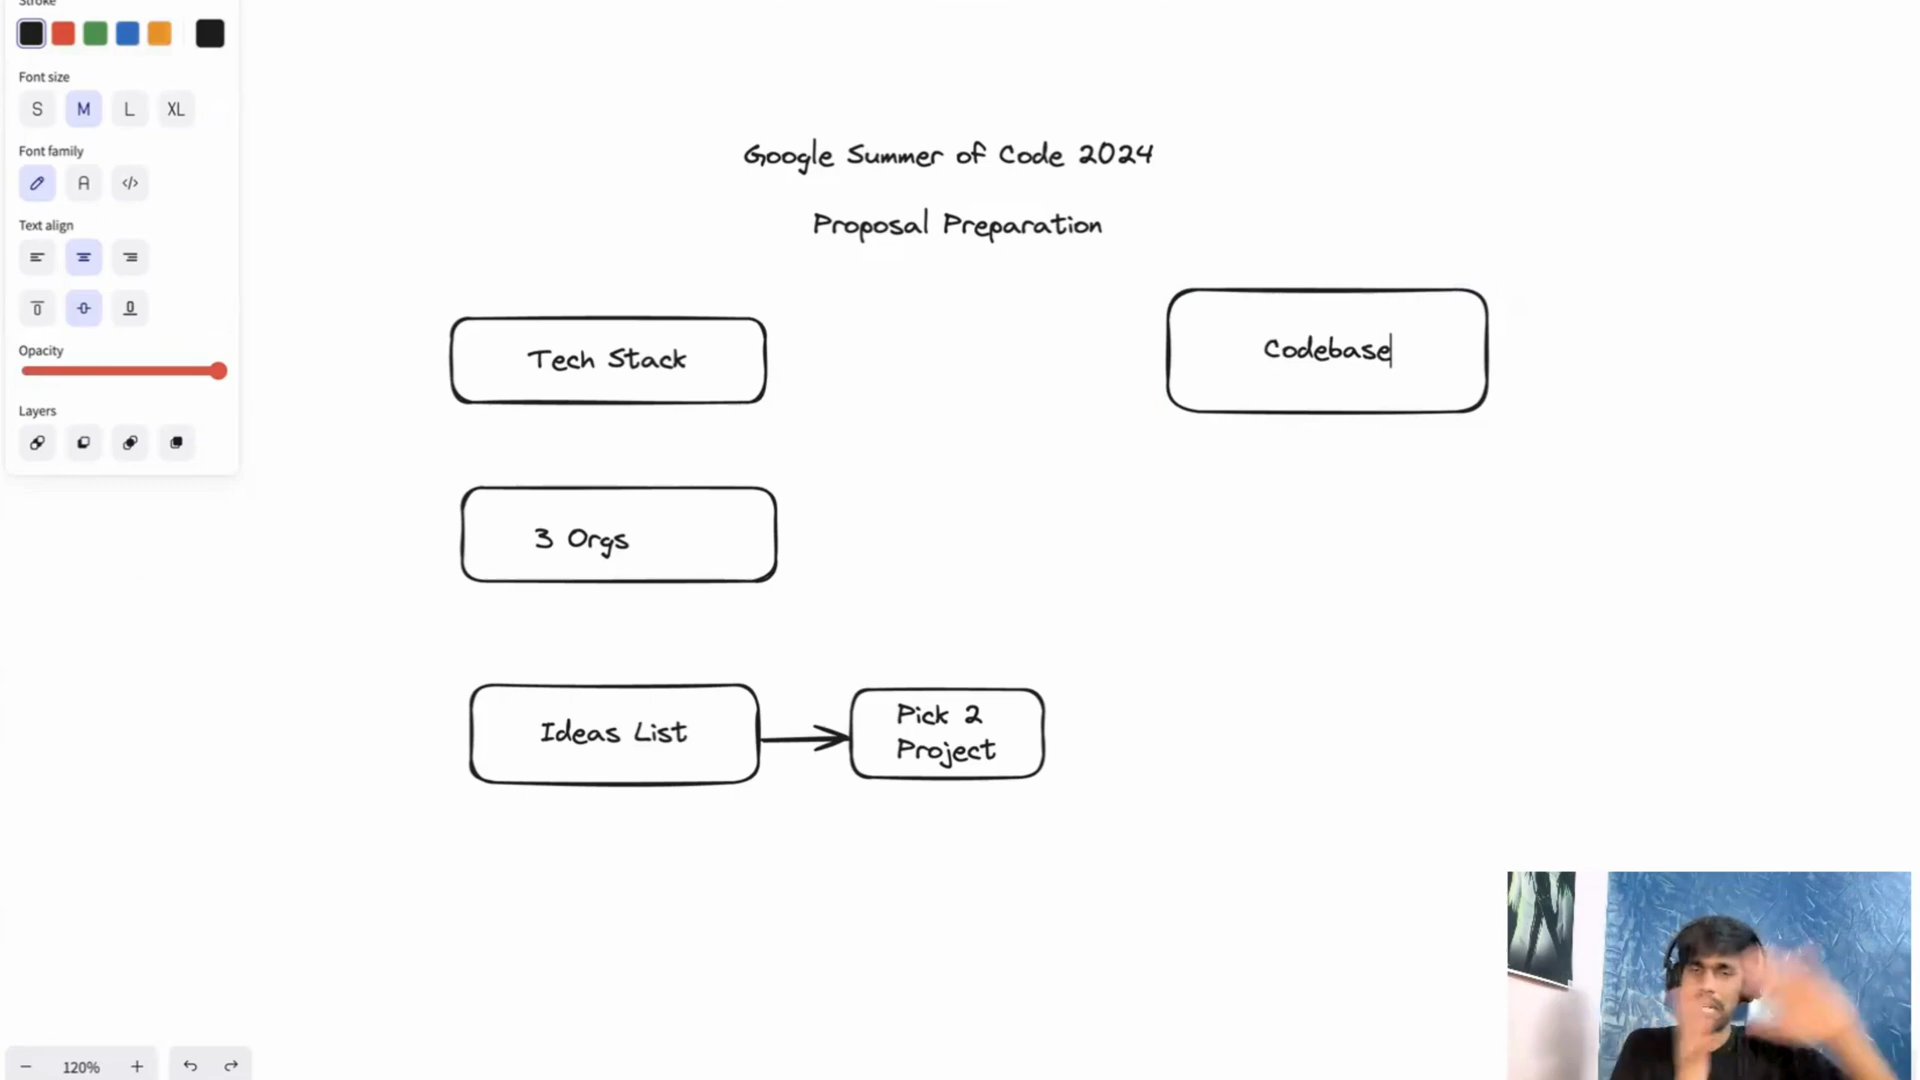 Stroke
Font size
S M L XL
Font family
A </>
Text align
Opacity
Layers
Google Summer of Code 2024
Proposal Preparation
Tech Stack
Codebase
3 Orgs
Ideas List
Pick 2
Project
− 120% +